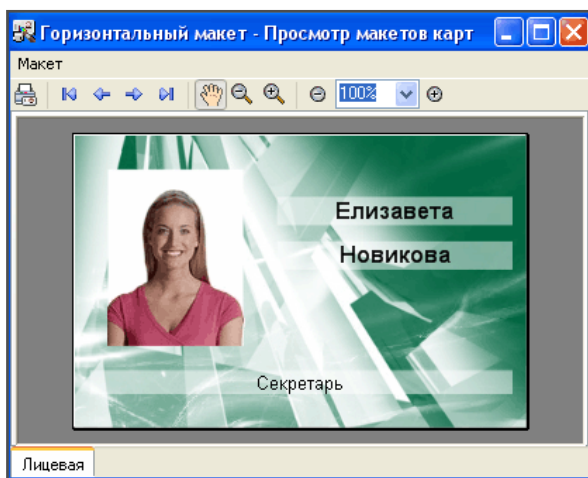 Горизонтальный макет - Просмотр макетов карт
Макет
100%
Елизавета
Новикова
Секретарь
Лицевая